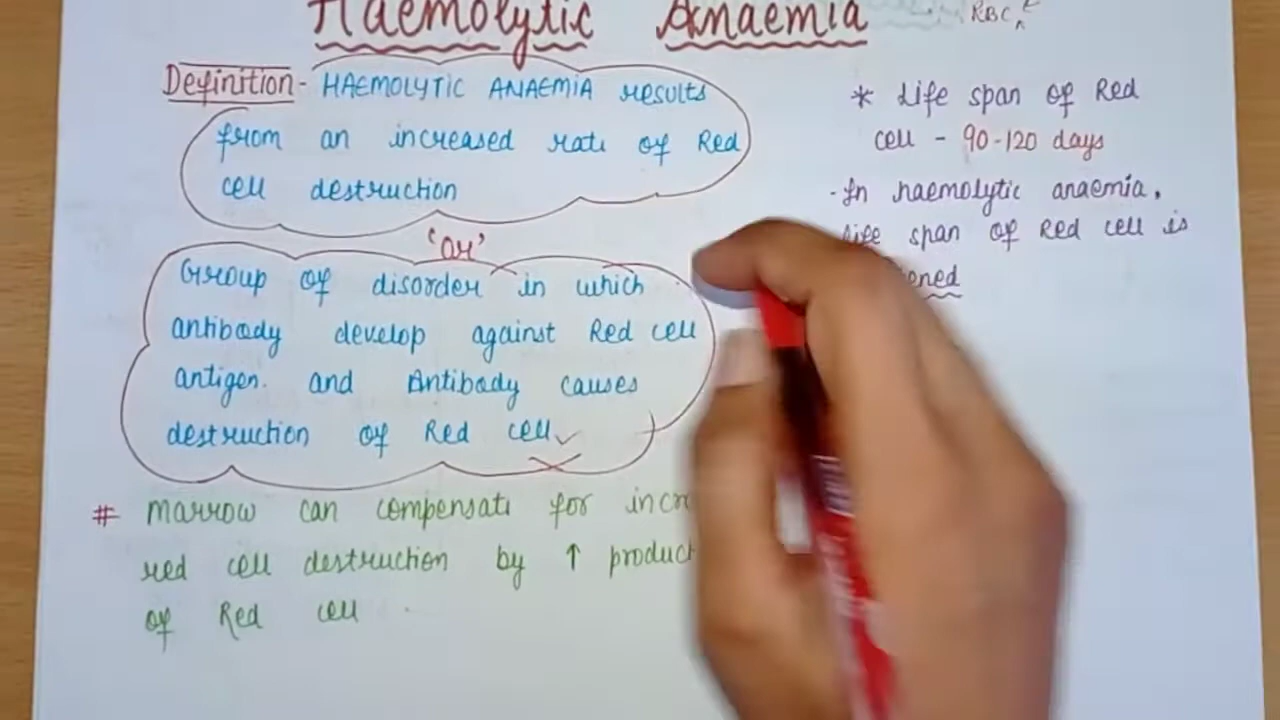 Haemolytic Anaemia
RBC
Definition - HAEMOLYTIC ANAEMIA results
from an increased rate of Red
cell destruction
'or'
Group of disorder in which
antibody develop against Red cell
antigen. and Antibody causes
destruction of Red cell
# Marrow can compensate for
red cell destruction by ↑
of Red cell
* Life span of Red
cell - 90-120 days
- In haemolytic anaemia,
life span of Red cell is